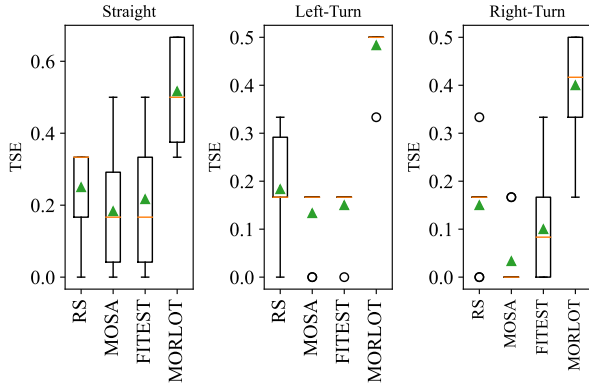 Straight
TSE
0.6
0.4
0.2
0.0
RS
MOSA
FITEST
MORLOT
Left-Turn
TSE
0.5
0.4
0.3
0.2
0.1
0.0
RS
MOSA
FITEST
MORLOT
Right-Turn
TSE
0.5
0.4
0.3
0.2
0.1
0.0
RS
MOSA
FITEST
MORLOT